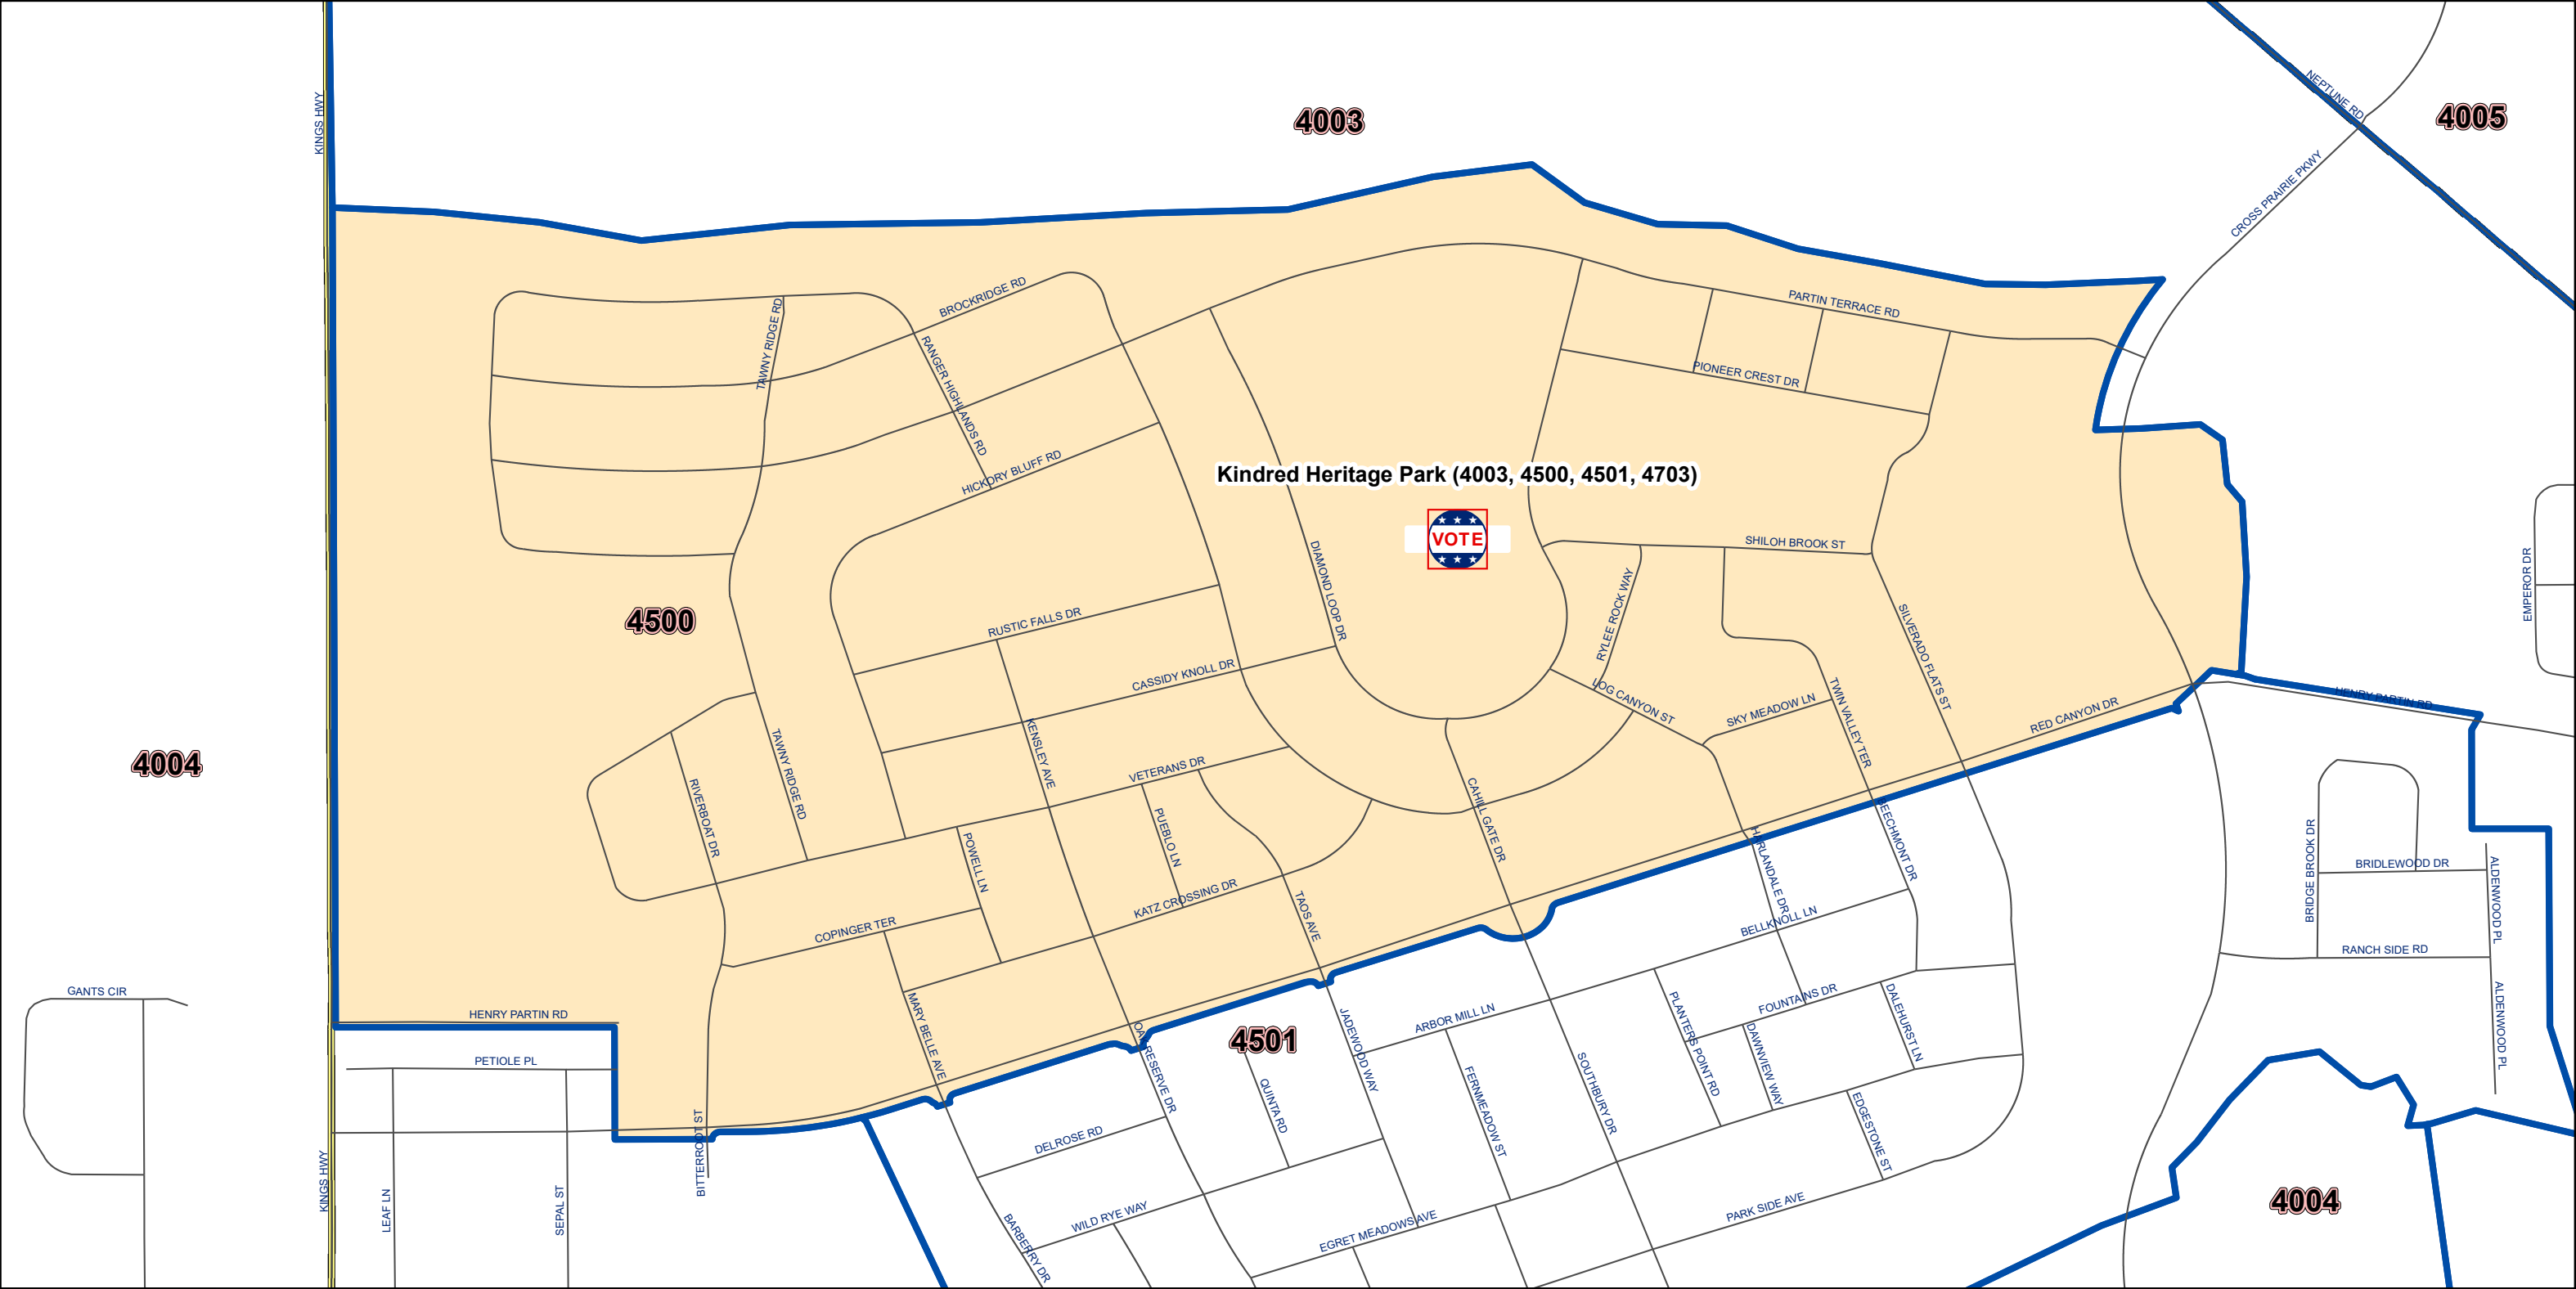 KINGS HWY
4003
NEPTUNE RD
4005
CROSS PRAIRIE PKWY
BROCKRIDGE RD
TAWNY RIDGE RD
RANGER HIGHLANDS RD
PARTIN TERRACE RD
PIONEER CREST DR
HICKORY BLUFF RD
Kindred Heritage Park (4003, 4500, 4501, 4703)
VOTE
SHILOH BROOK ST
DIAMOND LOOP DR
RYLEE ROCK WAY
EMPEROR DR
4500
RUSTIC FALLS DR
SILVERADO FLATS ST
CASSIDY KNOLL DR
LOG CANYON ST
SKY MEADOW LN
TWIN VALLEY TER
RED CANYON DR
HENRY PARTIN RD
4004
TAWNY RIDGE RD
KENSLEY AVE
VETERANS DR
RIVERBOAT DR
PUEBLO LN
CAHILL GATE DR
POWELL LN
HARLANDALE DR
BEECHMONT DR
BRIDGE BROOK DR
BRIDLEWOOD DR
ALDENWOOD PL
KATZ CROSSING DR
COPINGER TER
TAOS AVE
BELLKNOLL LN
RANCH SIDE RD
GANTS CIR
HENRY PARTIN RD
MARY BELLE AVE
OAK RESERVE DR
4501
JADEWOOD WAY
ARBOR MILL LN
PLANTERS POINT RD
FOUNTAINS DR
DAWNVIEW WAY
DALEHURST LN
ALDENWOOD PL
PETIOLE PL
QUINTA RD
FERNMEADOW ST
SOUTHBURY DR
EDGESTONE ST
KINGS HWY
LEAF LN
SEPAL ST
BITTERROOT ST
DELROSE RD
WILD RYE WAY
BARBERRY DR
EGRET MEADOWS AVE
PARK SIDE AVE
4004